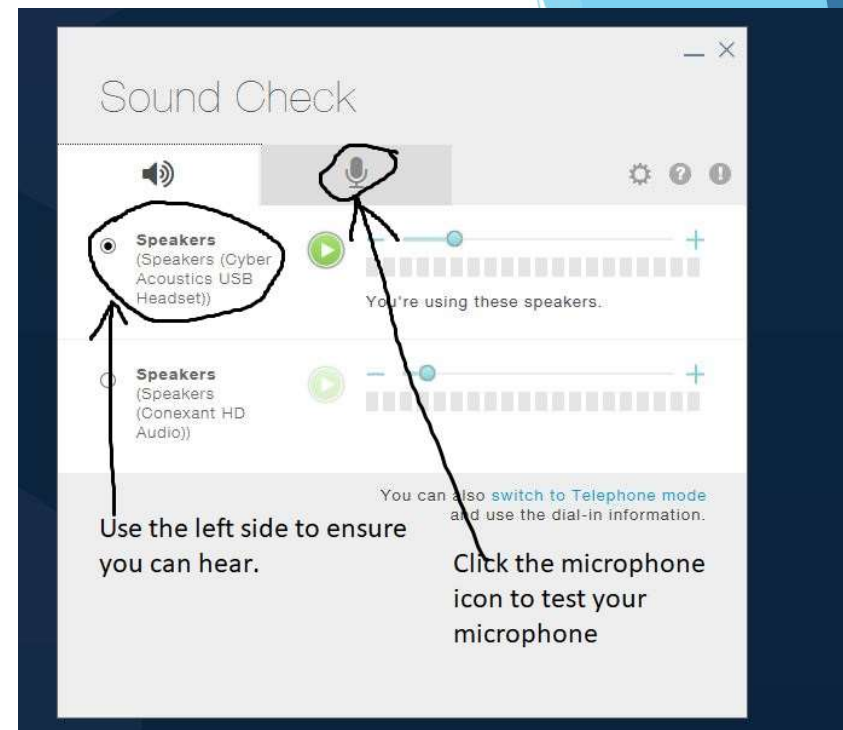 Sound Check
Speakers
(Speakers (Cyber
Acoustics USB
Headset))
You're using these speakers.
Speakers
(Speakers
(Conexant HD
Audio))
You can also switch to Telephone mode
and use the dial-in information.
Use the left side to ensure
you can hear.
Click the microphone
icon to test your
microphone